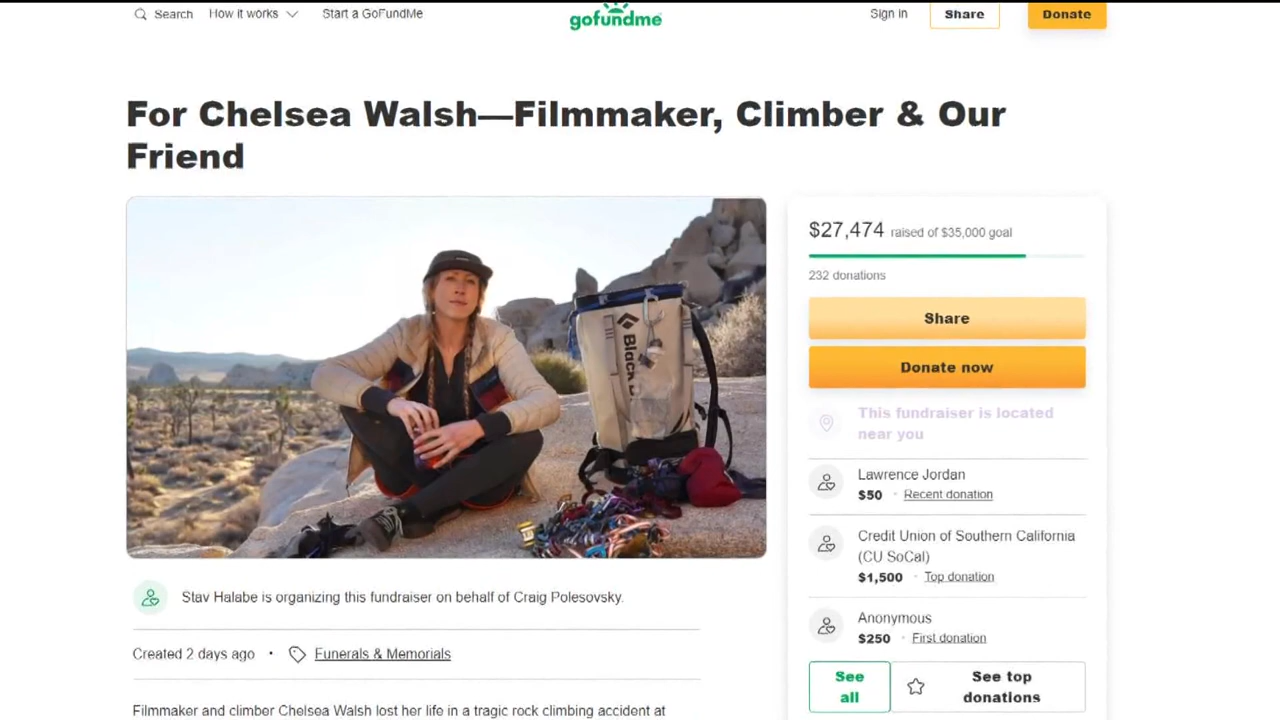 Search How it works Start a GoFundMe gofundme Sign in Share Donate
For Chelsea Walsh—Filmmaker, Climber & Our
Friend
Black D
$27,474 raised of $35,000 goal
232 donations
Share
Donate now
This fundraiser is located
near you
Lawrence Jordan
$50 · Recent donation
Credit Union of Southern California
(CU SoCal)
$1,500 · Top donation
Anonymous
$250 · First donation
See
all
See top
donations
Stav Halabe is organizing this fundraiser on behalf of Craig Polesovsky.
Created 2 days ago • Funerals & Memorials
Filmmaker and climber Chelsea Walsh lost her life in a tragic rock climbing accident at